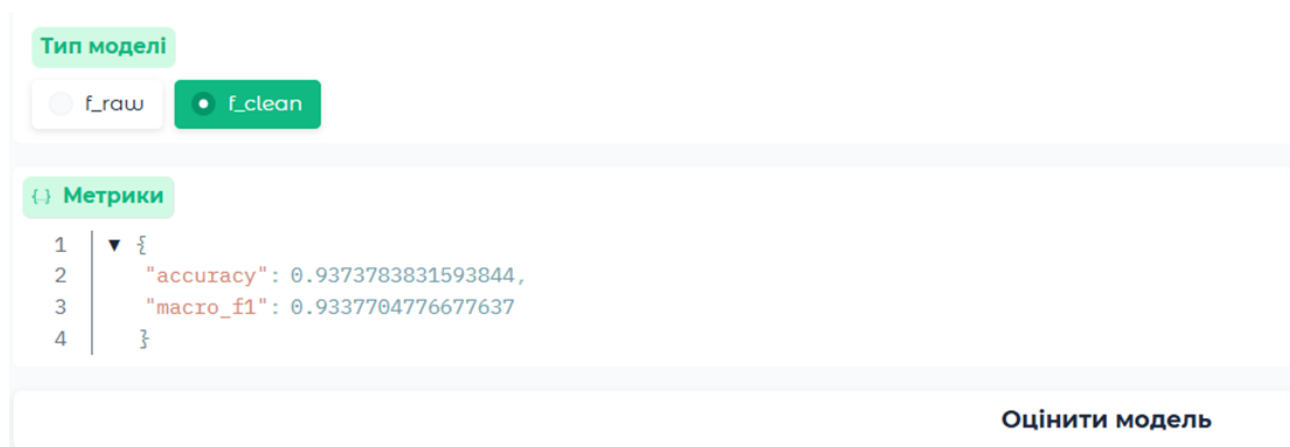 Тип моделі
f_raw f_clean
{..} Метрики
1 ▼ {
2 "accuracy": 0.9373783831593844,
3 "macro_f1": 0.9337704776677637
4 }
Оцінити модель